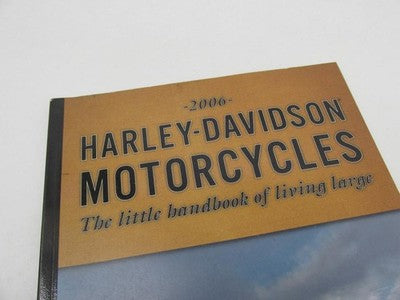 -2006-
HARLEY-DAVIDSON®
MOTORCYCLES
The little handbook of living large